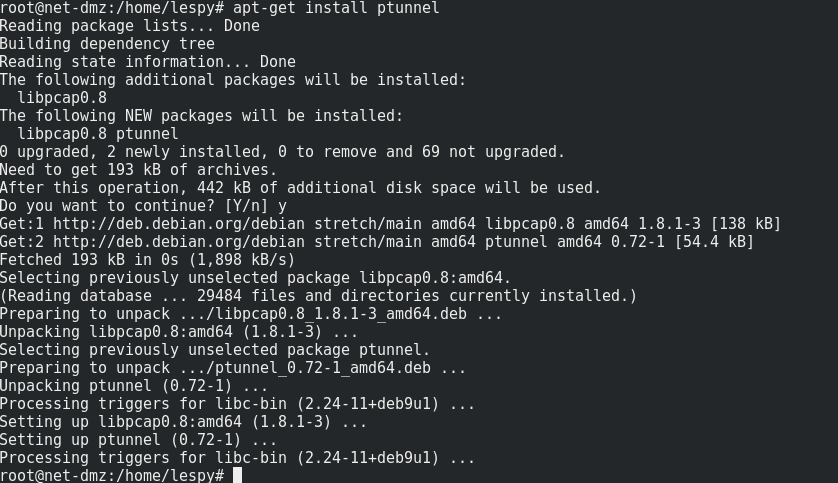 root@net-dmz:/home/lespy# apt-get install ptunnel
Reading package lists... Done
Building dependency tree
Reading state information... Done
The following additional packages will be installed:
  libpcap0.8
The following NEW packages will be installed:
  libpcap0.8 ptunnel
0 upgraded, 2 newly installed, 0 to remove and 69 not upgraded.
Need to get 193 kB of archives.
After this operation, 442 kB of additional disk space will be used.
Do you want to continue? [Y/n] y
Get:1 http://deb.debian.org/debian stretch/main amd64 libpcap0.8 amd64 1.8.1-3 [138 kB]
Get:2 http://deb.debian.org/debian stretch/main amd64 ptunnel amd64 0.72-1 [54.4 kB]
Fetched 193 kB in 0s (1,898 kB/s)
Selecting previously unselected package libpcap0.8:amd64.
(Reading database ... 29484 files and directories currently installed.)
Preparing to unpack .../libpcap0.8_1.8.1-3_amd64.deb ...
Unpacking libpcap0.8:amd64 (1.8.1-3) ...
Selecting previously unselected package ptunnel.
Preparing to unpack .../ptunnel_0.72-1_amd64.deb ...
Unpacking ptunnel (0.72-1) ...
Processing triggers for libc-bin (2.24-11+deb9u1) ...
Setting up libpcap0.8:amd64 (1.8.1-3) ...
Setting up ptunnel (0.72-1) ...
Processing triggers for libc-bin (2.24-11+deb9u1) ...
root@net-dmz:/home/lespy#